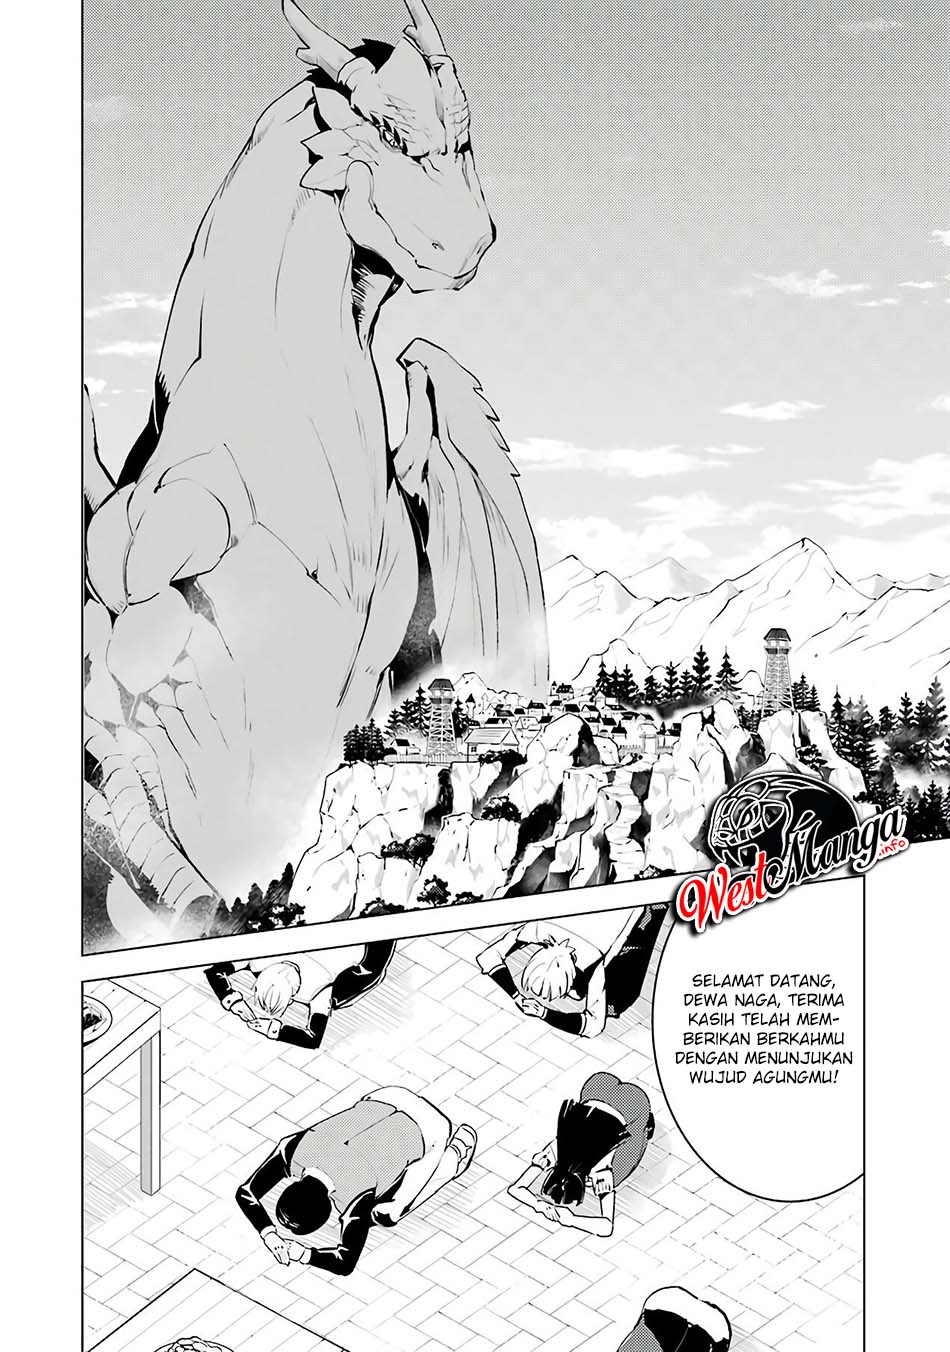 WestManga
.info
SELAMAT DATANG,
DEWA NAGA, TERIMA
KASIH TELAH MEM-
BERIKAN BERKAHMU
DENGAN MENUNJUKAN
WUJUD AGUNGMU!